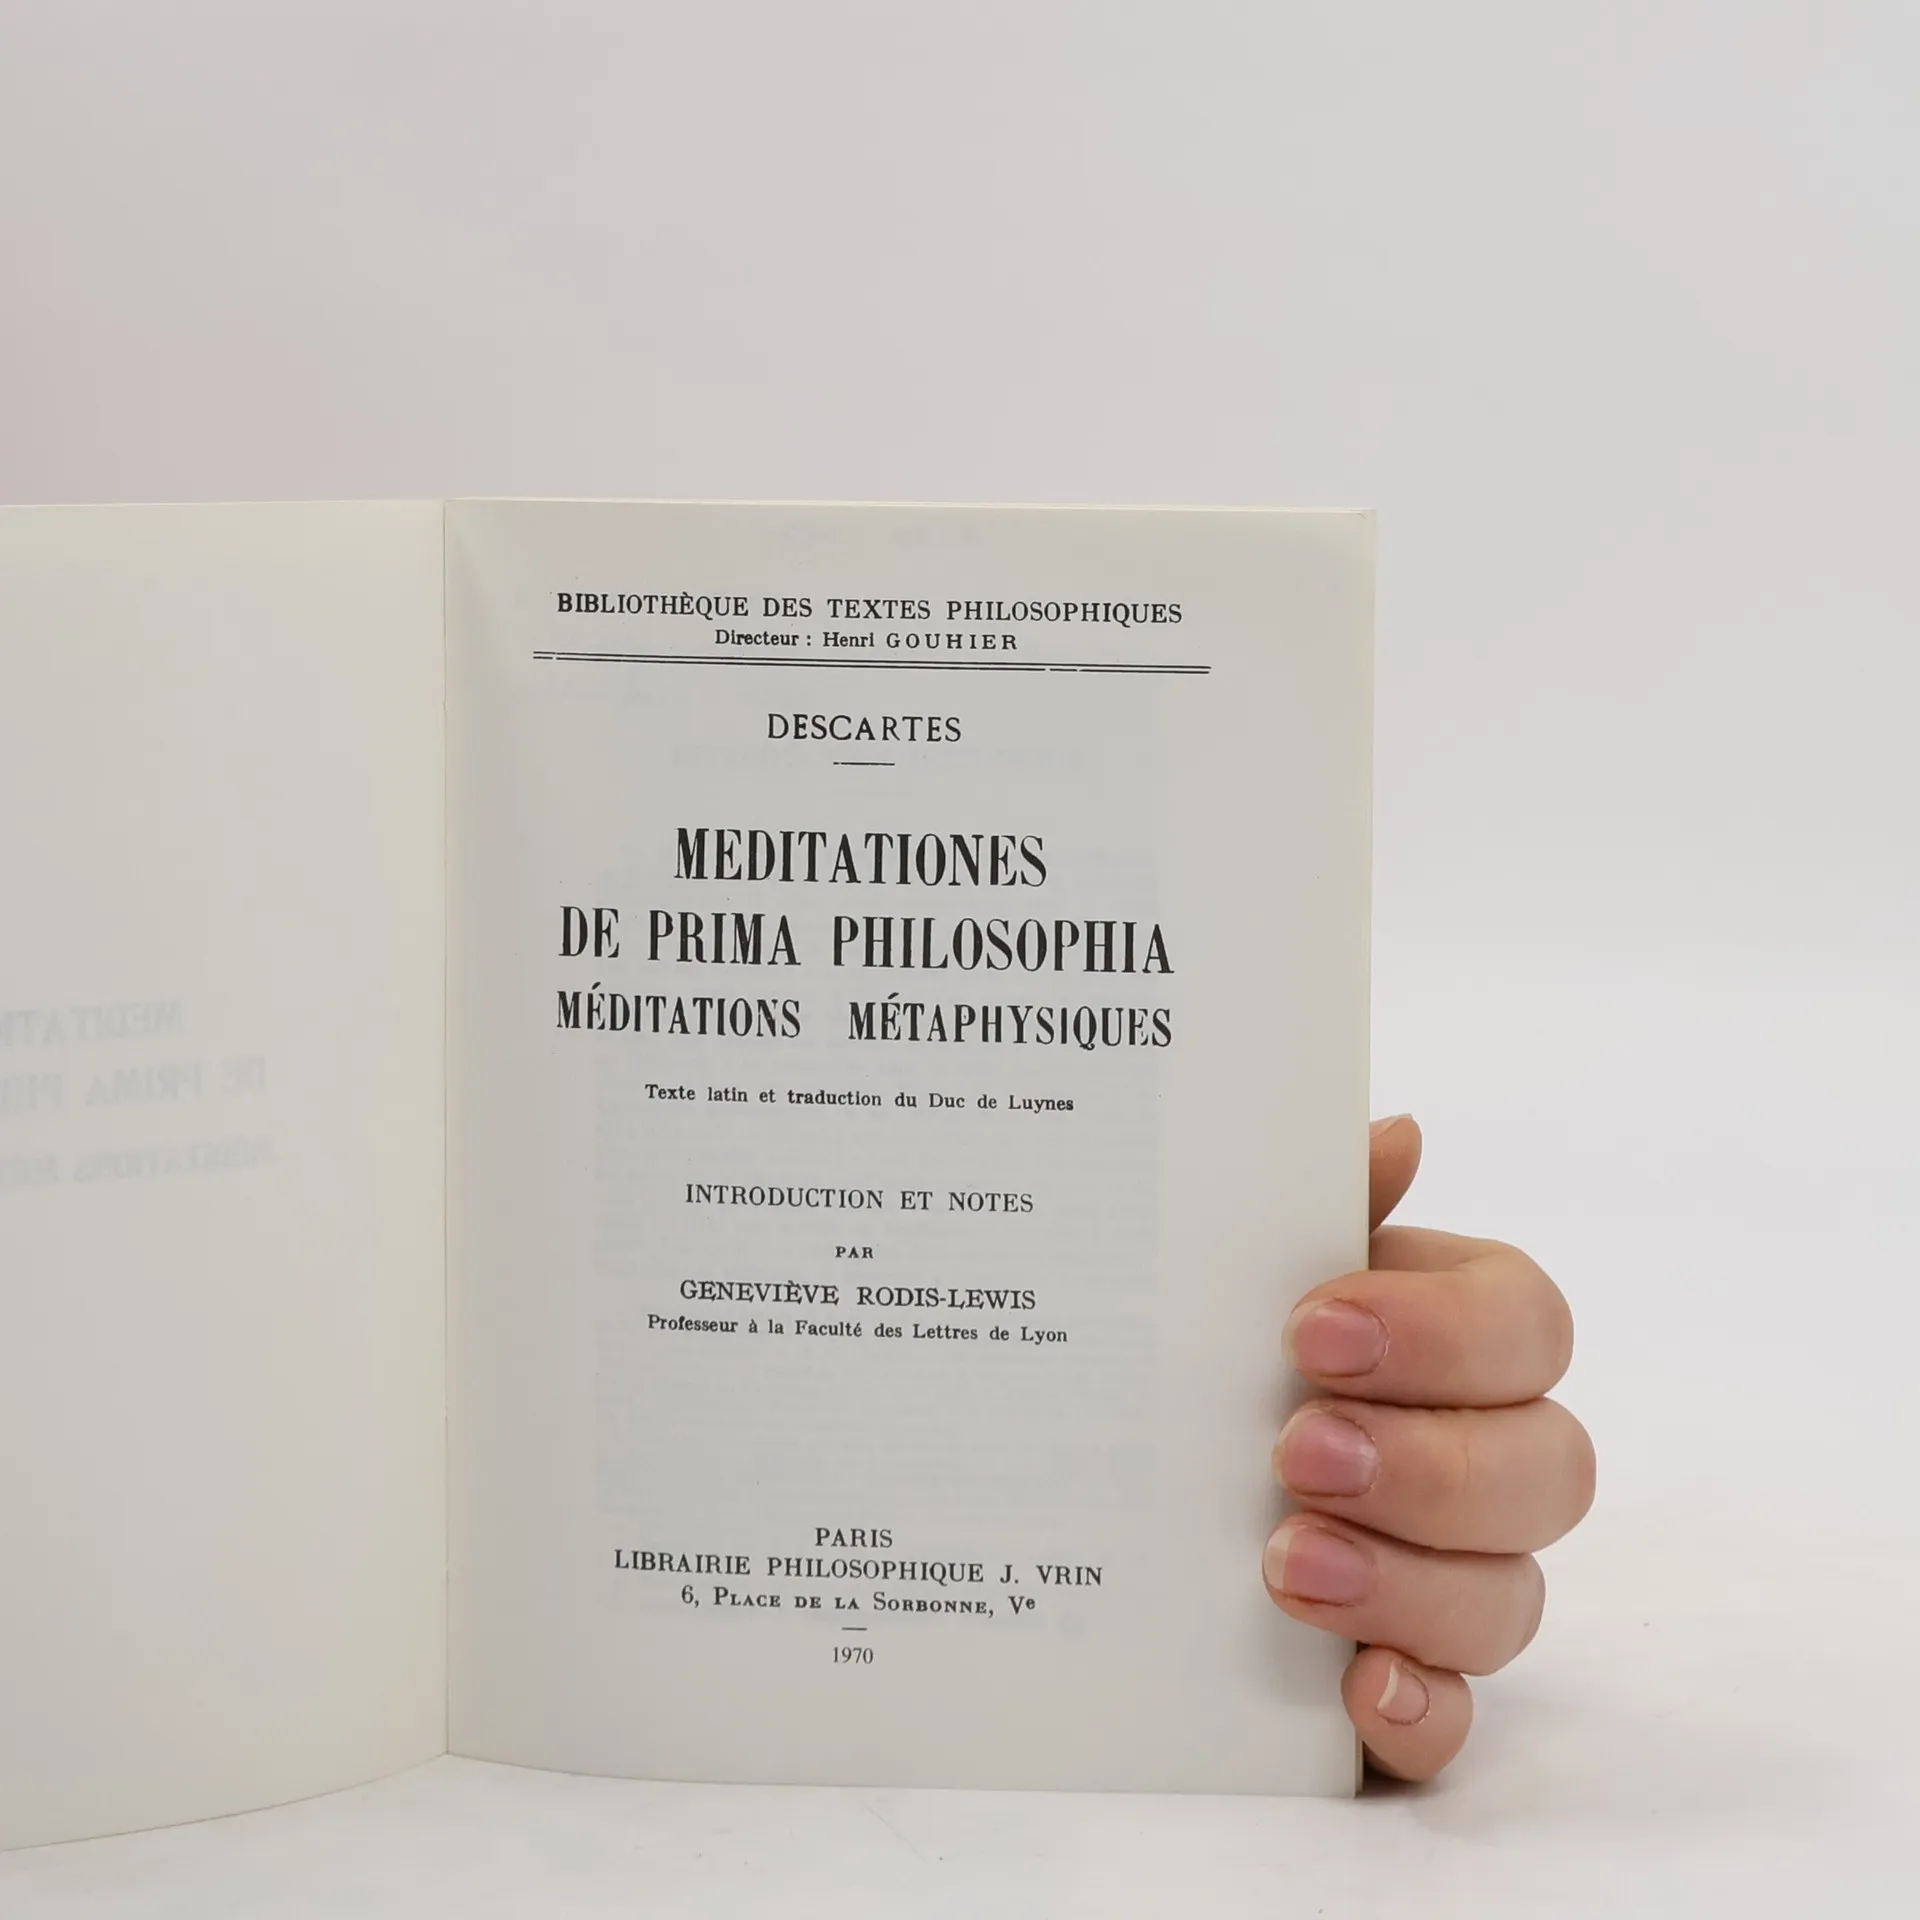 BIBLIOTHÈQUE DES TEXTES PHILOSOPHIQUES
Directeur : Henri GOUHIER
DESCARTES
MEDITATIONES
DE PRIMA PHILOSOPHIA
MÉDITATIONS MÉTAPHYSIQUES
Texte latin et traduction du Duc de Luynes
INTRODUCTION ET NOTES
PAR
GENEVIÈVE RODIS-LEWIS
Professeur à la Faculté des Lettres de Lyon
PARIS
LIBRAIRIE PHILOSOPHIQUE J. VRIN
6, PLACE DE LA SORBONNE, Ve
1970